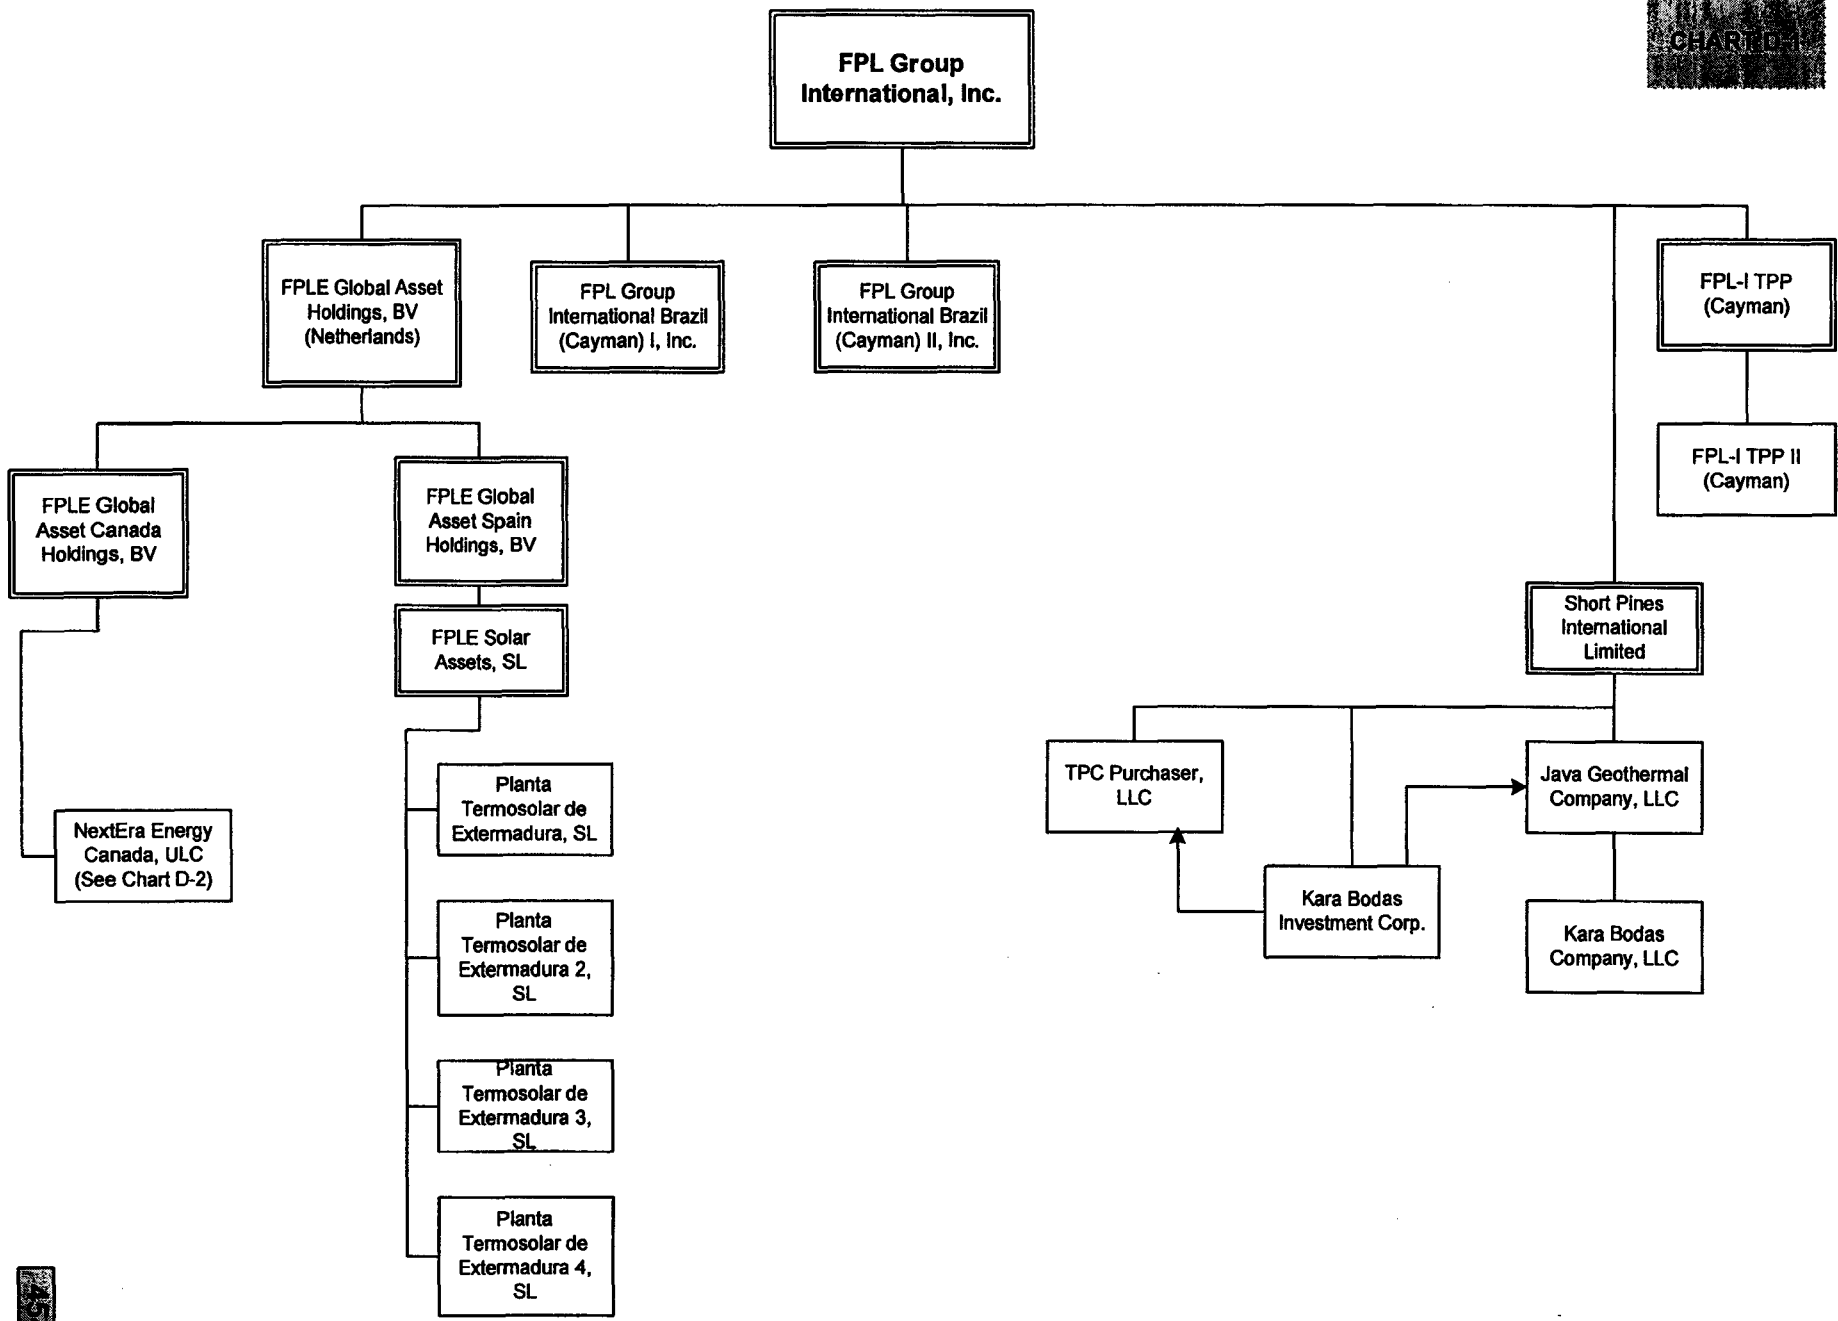 CHART D-1
FPL Group
International, Inc.
FPLE Global Asset
Holdings, BV
(Netherlands)
FPL Group
International Brazil
(Cayman) I, Inc.
FPL Group
International Brazil
(Cayman) II, Inc.
FPL-I TPP
(Cayman)
FPL-I TPP II
(Cayman)
FPLE Global
Asset Canada
Holdings, BV
FPLE Global
Asset Spain
Holdings, BV
FPLE Solar
Assets, SL
Short Pines
International
Limited
TPC Purchaser,
LLC
Java Geothermal
Company, LLC
Kara Bodas
Investment Corp.
Kara Bodas
Company, LLC
NextEra Energy
Canada, ULC
(See Chart D-2)
Planta
Termosolar de
Extermadura, SL
Planta
Termosolar de
Extermadura 2,
SL
Planta
Termosolar de
Extermadura 3,
SL
Planta
Termosolar de
Extermadura 4,
SL
45